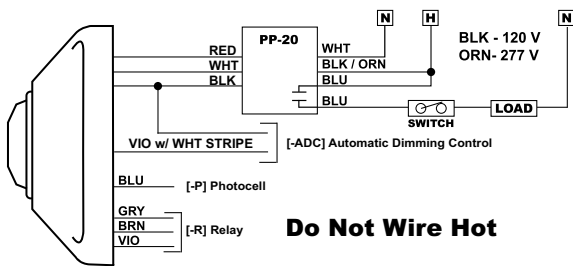 N H N
PP-20
BLK - 120 V
ORN- 277 V
RED
WHT
BLK
WHT
BLK / ORN
BLU
BLU
SWITCH
LOAD
VIO w/ WHT STRIPE
[-ADC] Automatic Dimming Control
BLU
[-P] Photocell
GRY
BRN
VIO
[-R] Relay
Do Not Wire Hot